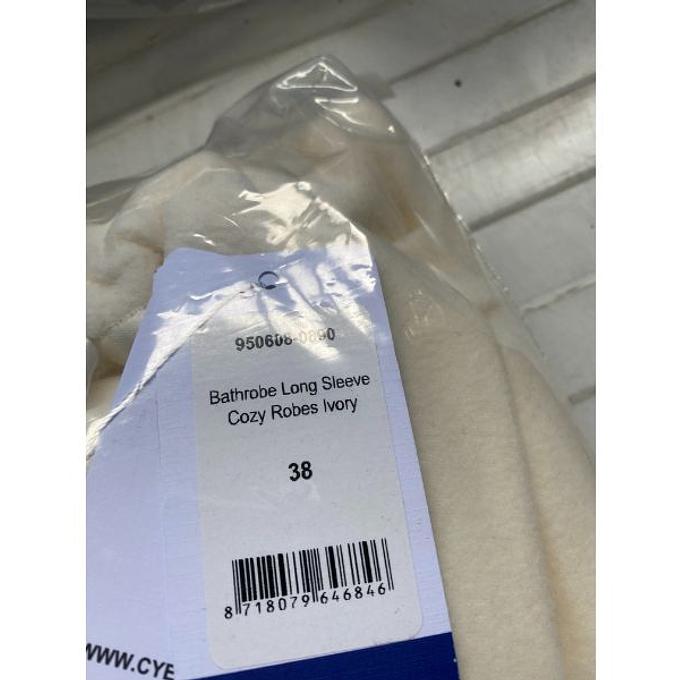 950608-0890
Bathrobe Long Sleeve
Cozy Robes Ivory
38
8 718079 646846
WWW.CYE